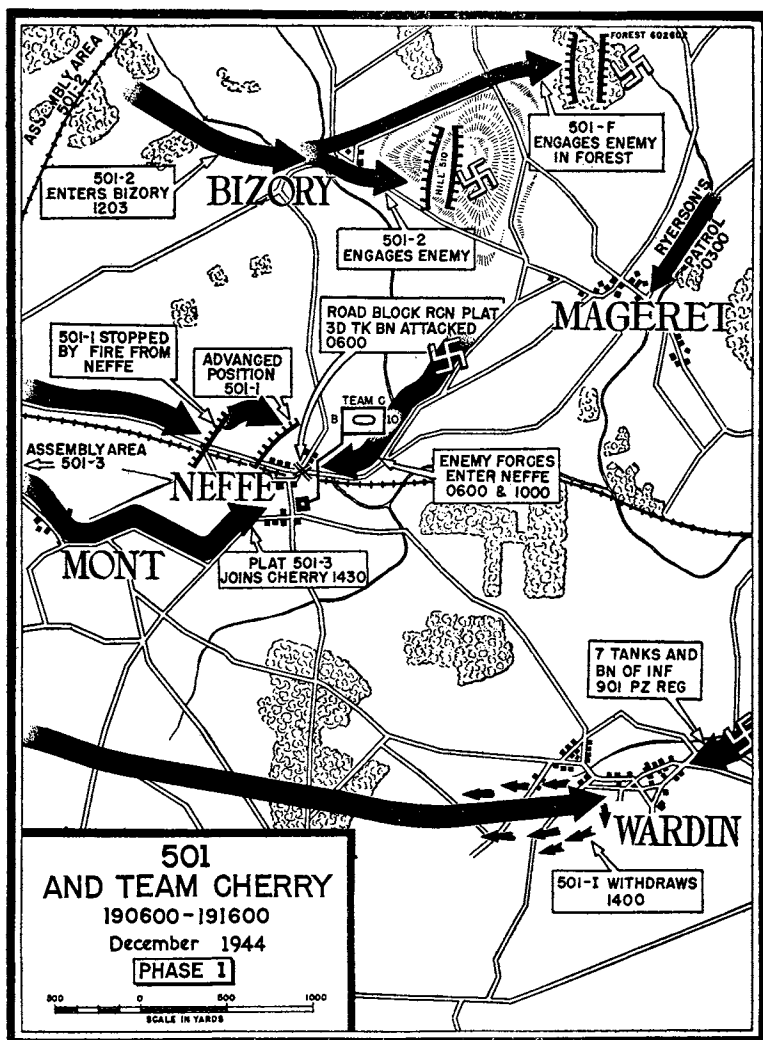 FOREST 602602
ASSEMBLY AREA
501-2
501-F
ENGAGES ENEMY
IN FOREST
501-2
ENTERS BIZORY
1203
BIZORY
HILL 510
RYERSON'S
PATROL
0300
501-2
ENGAGES ENEMY
MAGERET
ROAD BLOCK RCN PLAT
3D TK BN ATTACKED
0600
501-1 STOPPED
BY FIRE FROM
NEFFE
ADVANCED
POSITION
501-1
TEAM C
8 10
ASSEMBLY AREA
501-3
NEFFE
ENEMY FORCES
ENTER NEFFE
0600 & 1000
MONT
PLAT 501-3
JOINS CHERRY 1430
7 TANKS AND
BN OF INF
901 PZ REG
WARDIN
501-I WITHDRAWS
1400
501
AND TEAM CHERRY
190600-191600
December 1944
PHASE 1
500 0 500 1000
SCALE IN YARDS